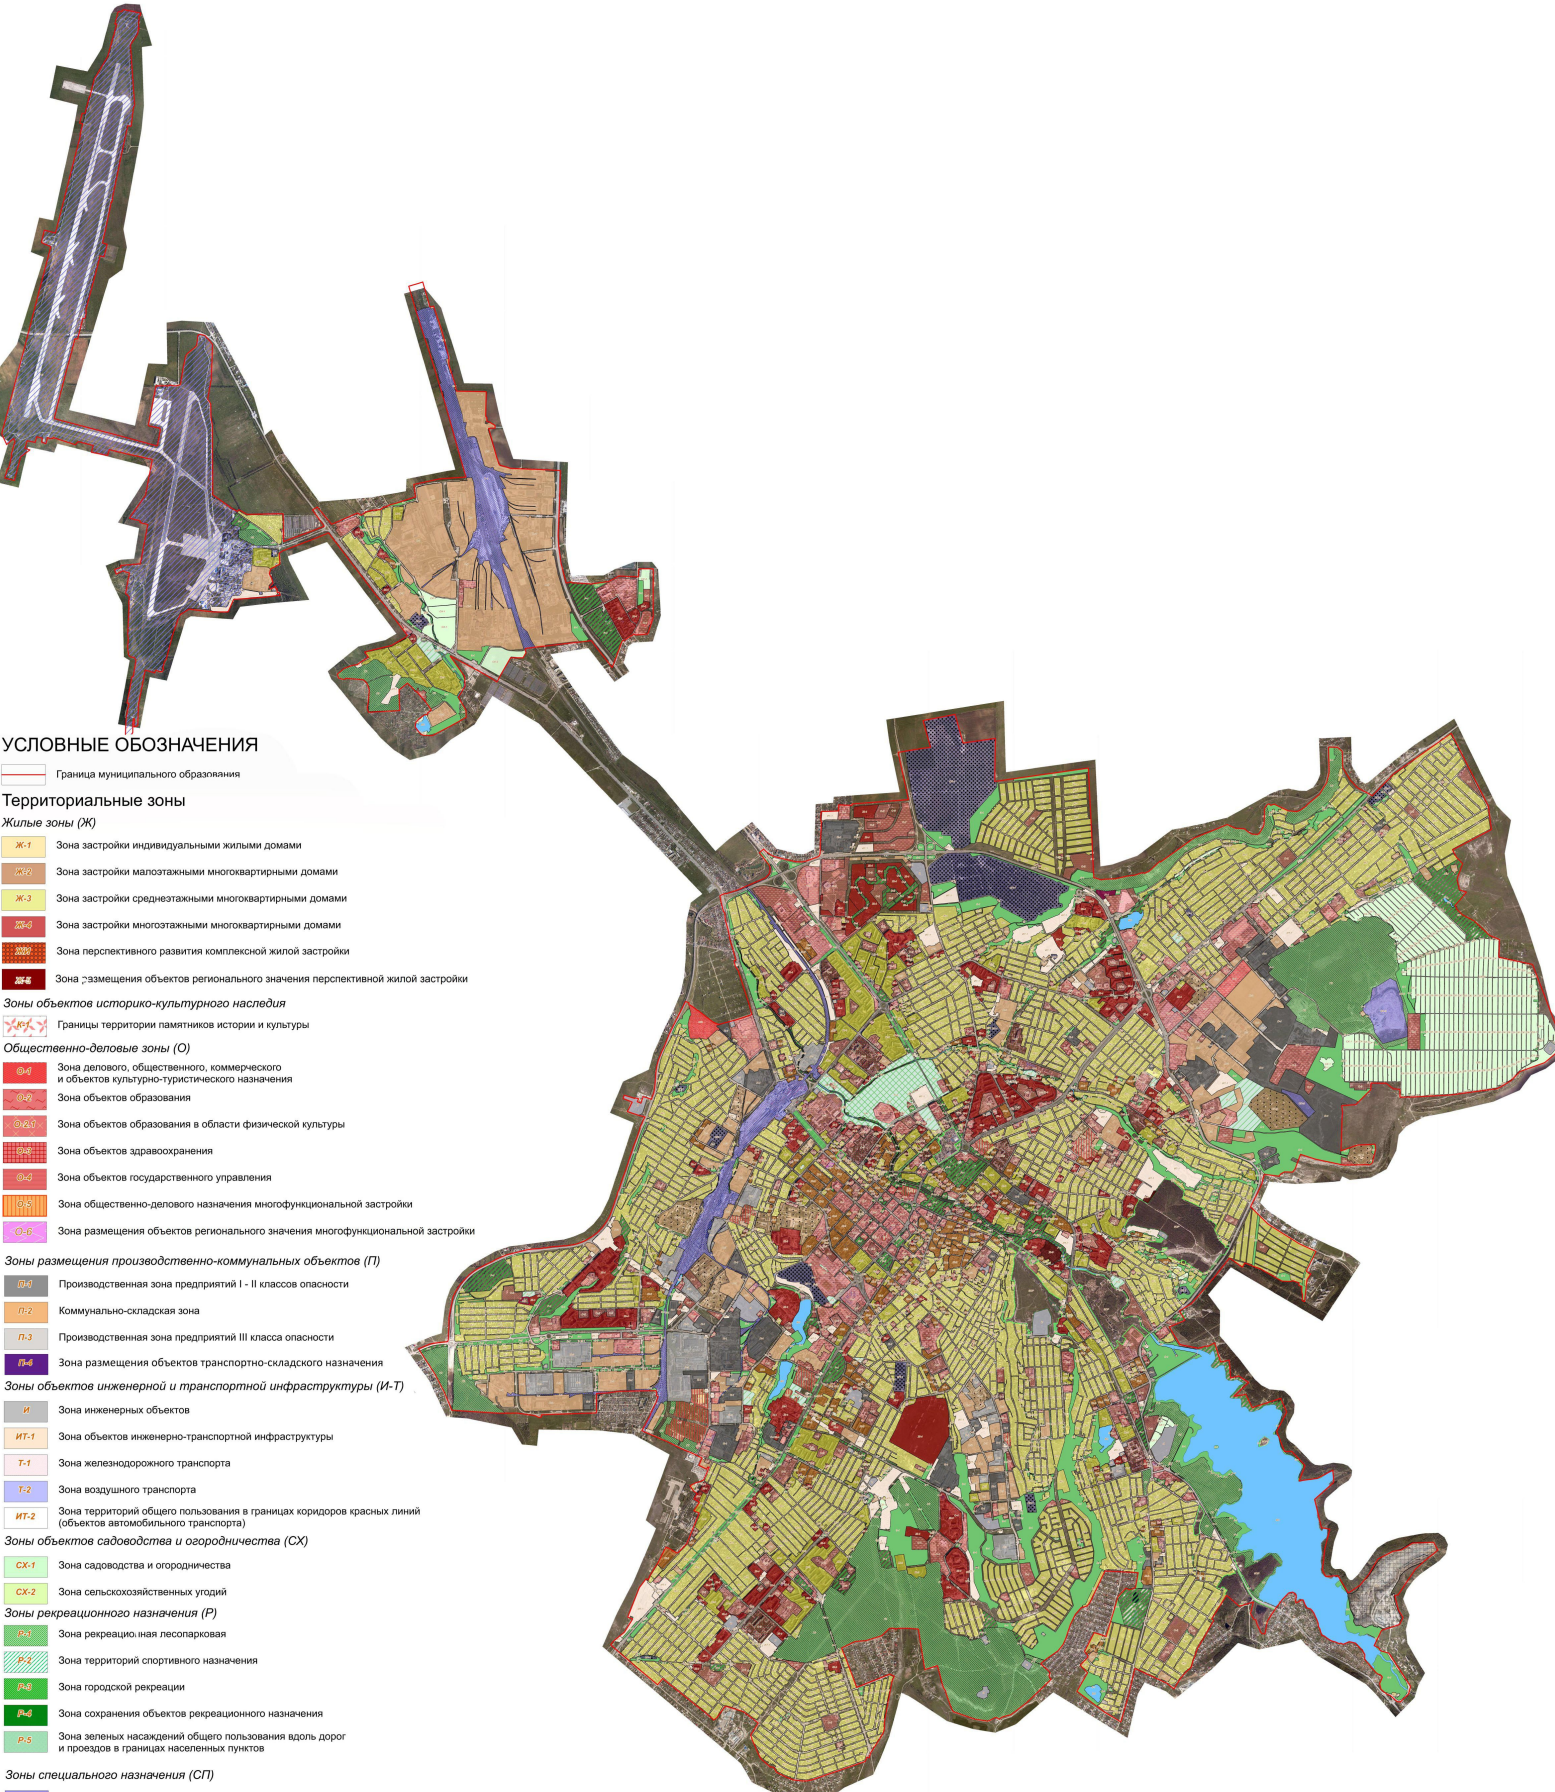 УСЛОВНЫЕ ОБОЗНАЧЕНИЯ
Граница муниципального образования
Территориальные зоны
Жилые зоны (Ж)
Ж-1 Зона застройки индивидуальными жилыми домами
Ж-2 Зона застройки малоэтажными многоквартирными домами
Ж-3 Зона застройки среднеэтажными многоквартирными домами
Ж-4 Зона застройки многоэтажными многоквартирными домами
Зона перспективного развития комплексной жилой застройки
Зона размещения объектов регионального значения перспективной жилой застройки
Зоны объектов историко-культурного наследия
К-1 Границы территории памятников истории и культуры
Общественно-деловые зоны (О)
О-1 Зона делового, общественного, коммерческого
и объектов культурно-туристического назначения
О-2 Зона объектов образования
О-2.1 Зона объектов образования в области физической культуры
О-3 Зона объектов здравоохранения
О-4 Зона объектов государственного управления
О-5 Зона общественно-делового назначения многофункциональной застройки
О-6 Зона размещения объектов регионального значения многофункциональной застройки
Зоны размещения производственно-коммунальных объектов (П)
П-1 Производственная зона предприятий I - II классов опасности
П-2 Коммунально-складская зона
П-3 Производственная зона предприятий III класса опасности
П-4 Зона размещения объектов транспортно-складского назначения
Зоны объектов инженерной и транспортной инфраструктуры (И-Т)
И Зона инженерных объектов
ИТ-1 Зона объектов инженерно-транспортной инфраструктуры
Т-1 Зона железнодорожного транспорта
Т-2 Зона воздушного транспорта
ИТ-2 Зона территорий общего пользования в границах коридоров красных линий
(объектов автомобильного транспорта)
Зоны объектов садоводства и огородничества (СХ)
СХ-1 Зона садоводства и огородничества
СХ-2 Зона сельскохозяйственных угодий
Зоны рекреационного назначения (Р)
Р-1 Зона рекреационная лесопарковая
Р-2 Зона территорий спортивного назначения
Р-3 Зона городской рекреации
Р-4 Зона сохранения объектов рекреационного назначения
Р-5 Зона зеленых насаждений общего пользования вдоль дорог
и проездов в границах населенных пунктов
Зоны специального назначения (СП)